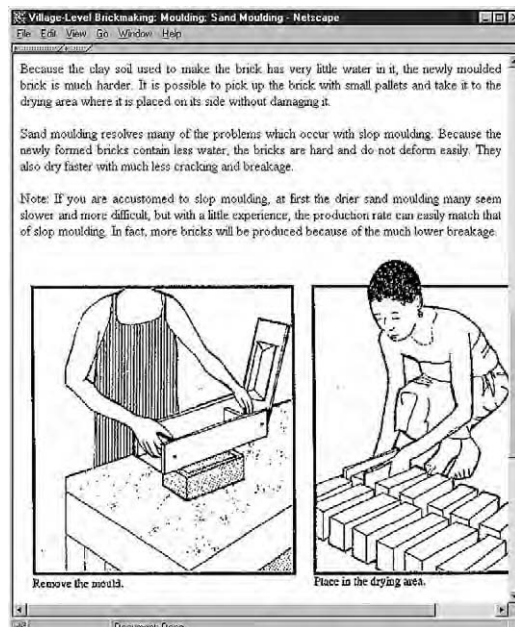 Village-Level Brickmaking: Moulding: Sand Moulding - Netscape
File Edit View Go Window Help
Because the clay soil used to make the brick has very little water in it, the newly moulded
brick is much harder. It is possible to pick up the brick with small pallets and take it to the
drying area where it is placed on its side without damaging it.
Sand moulding resolves many of the problems which occur with slop moulding. Because the
newly formed bricks contain less water, the bricks are hard and do not deform easily. They
also dry faster with much less cracking and breakage.
Note: If you are accustomed to slop moulding, at first the drier sand moulding many seem
slower and more difficult, but with a little experience, the production rate can easily match that
of slop moulding. In fact, more bricks will be produced because of the much lower breakage.
Remove the mould.
Place in the drying area.
Document: Done